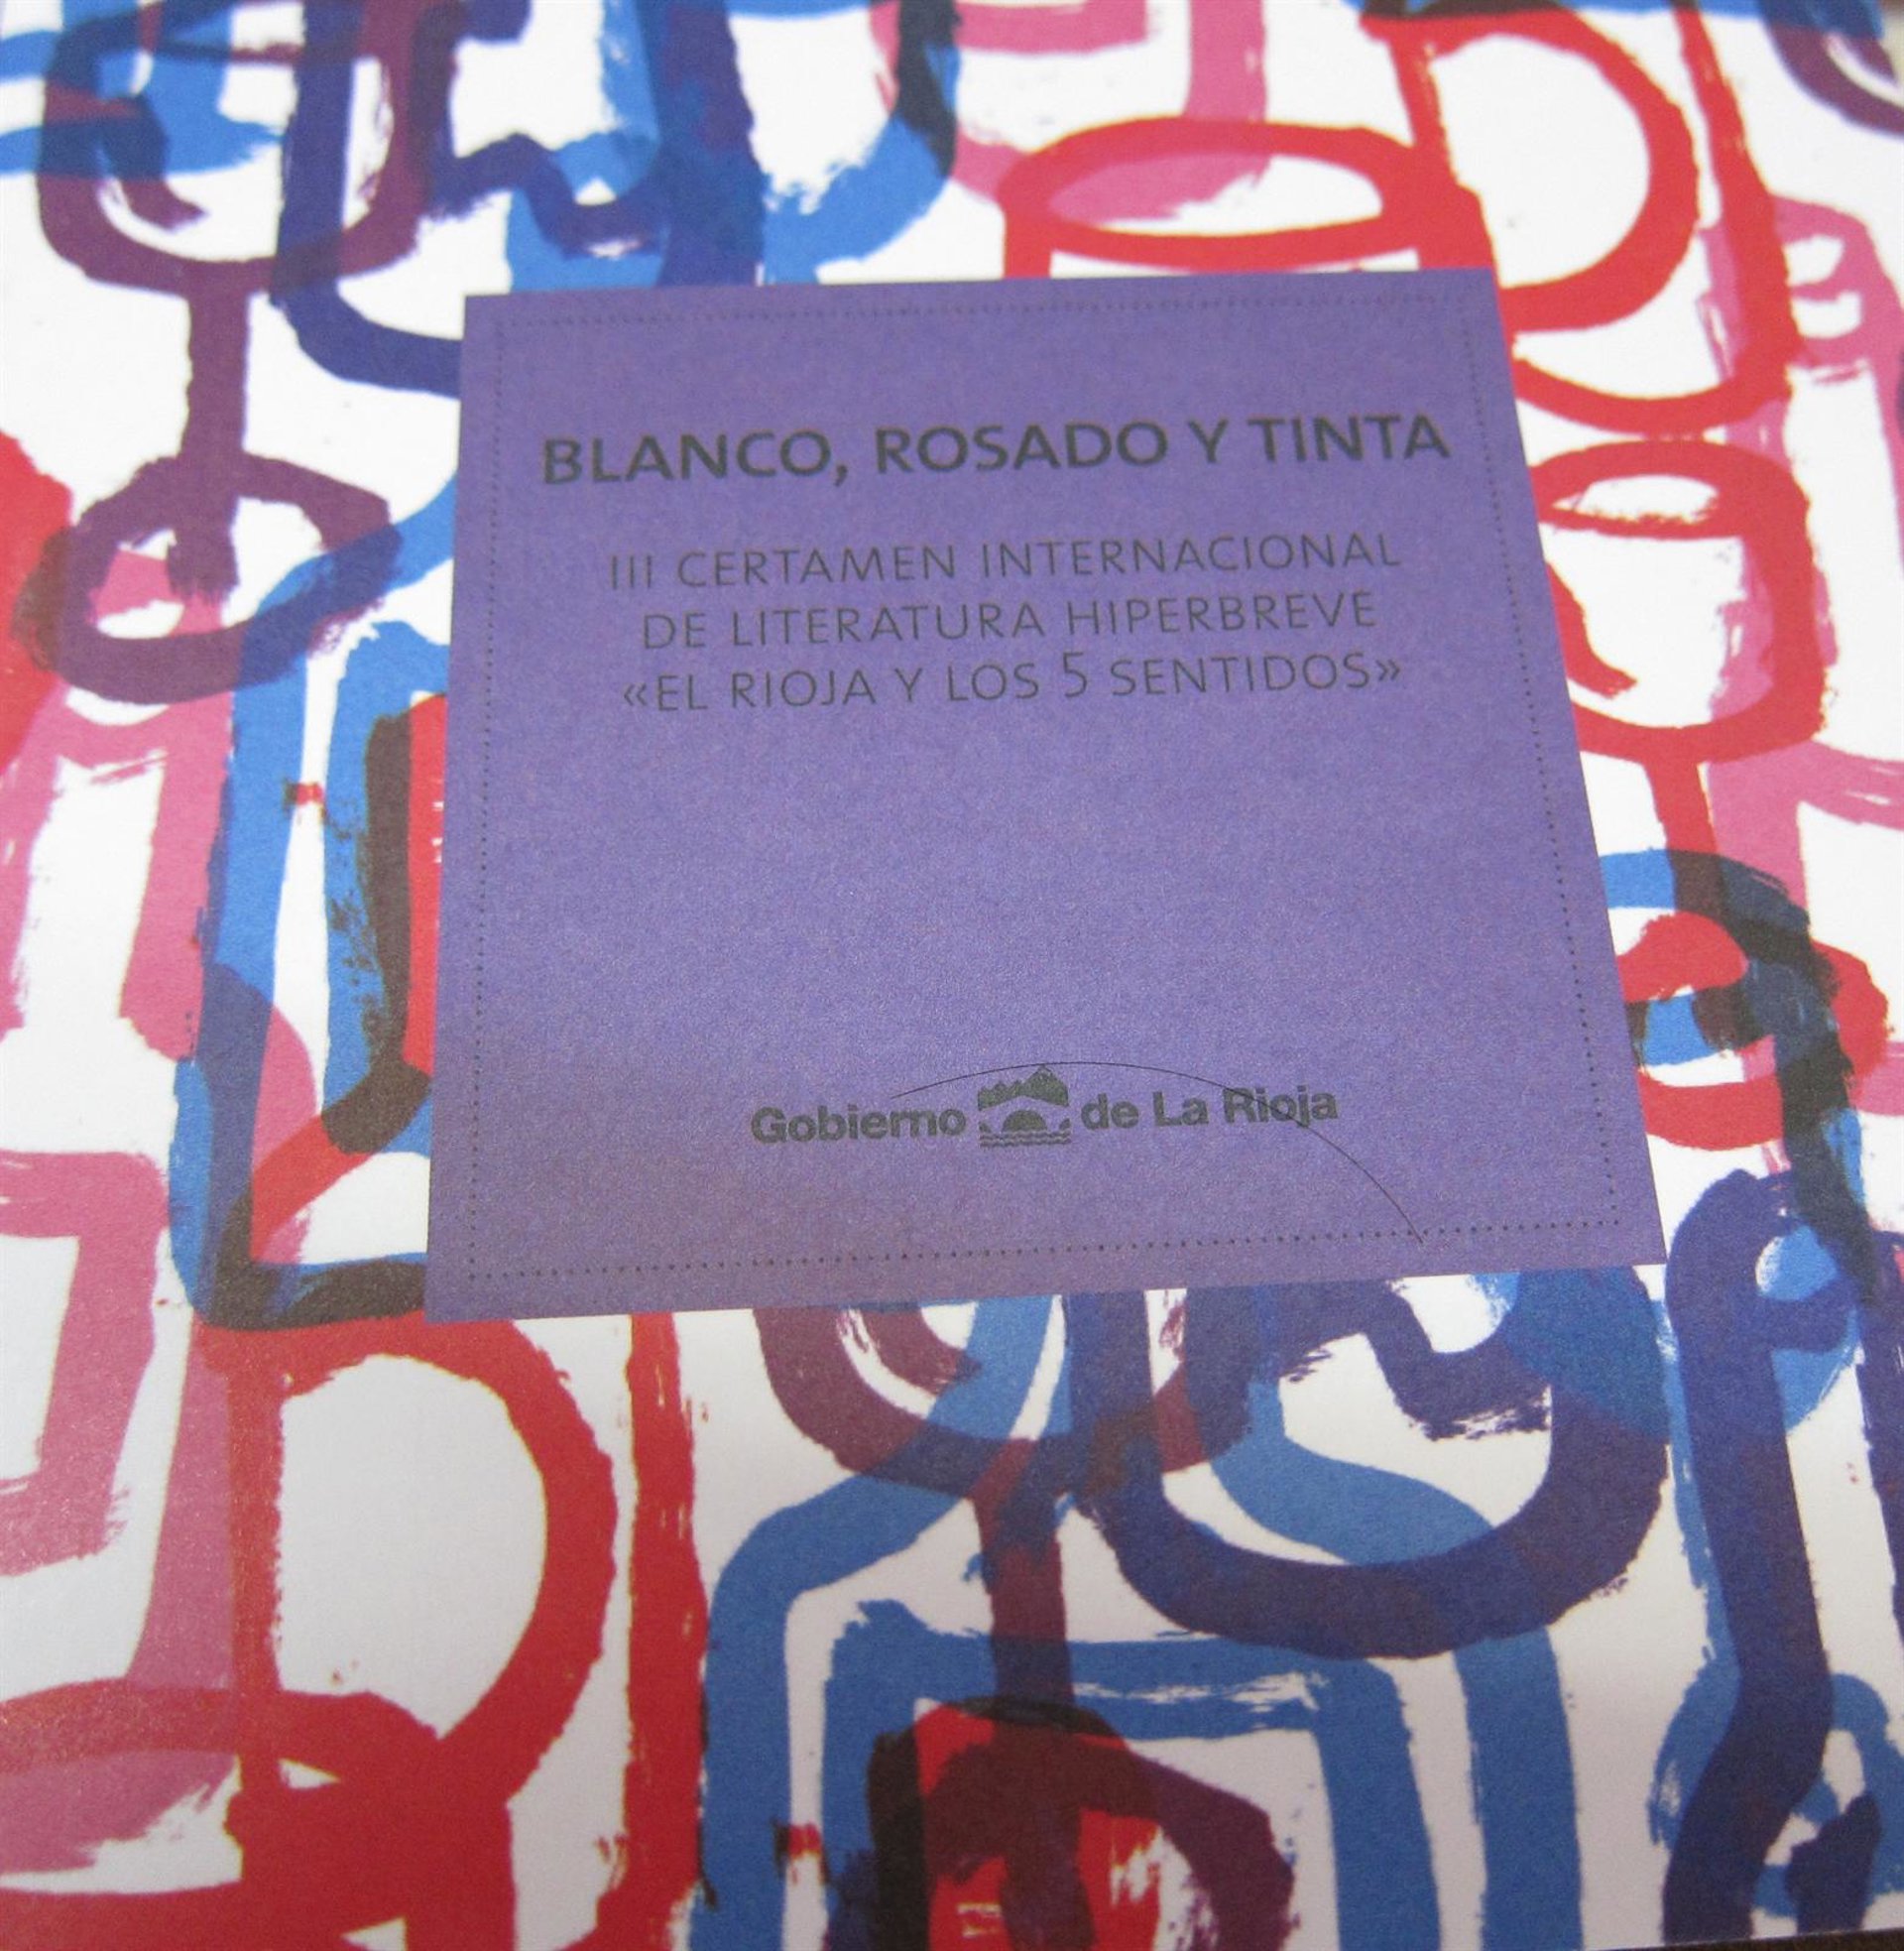 BLANCO, ROSADO Y TINTA
III CERTAMEN INTERNACIONAL
DE LITERATURA HIPERBREVE
«EL RIOJA Y LOS 5 SENTIDOS»
Gobierno de La Rioja